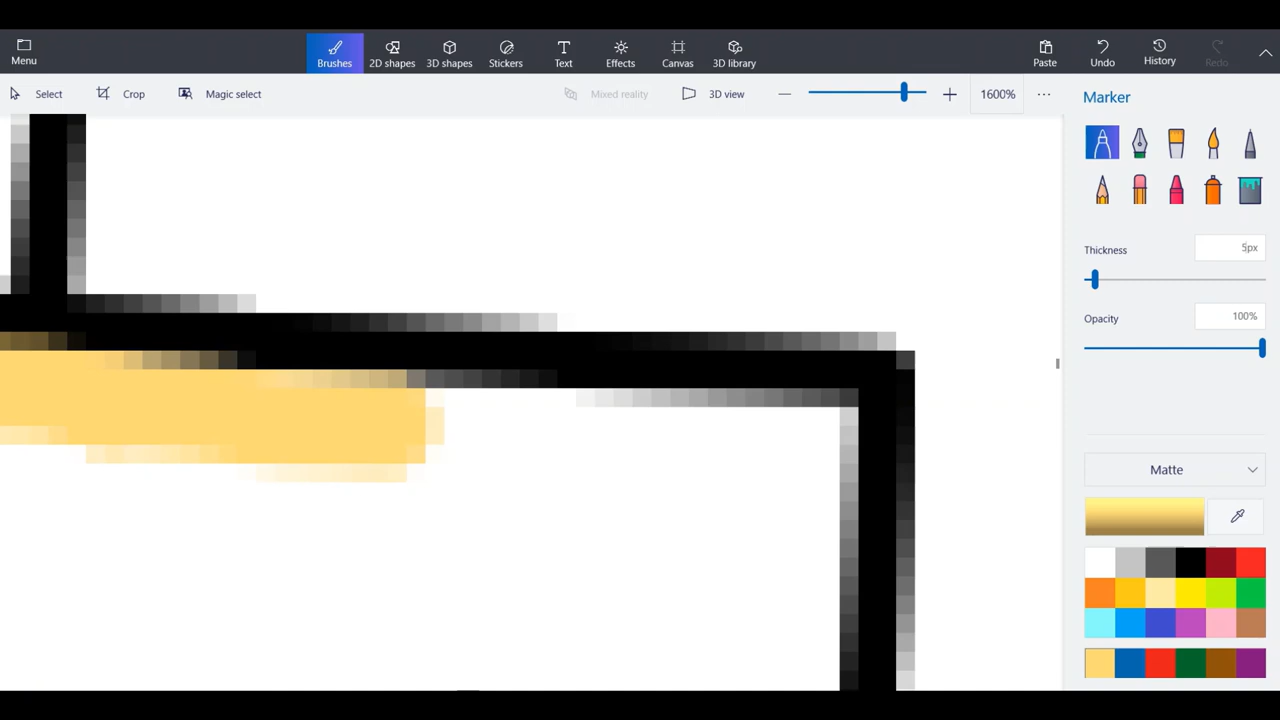 Menu
Brushes
2D shapes
3D shapes
Stickers
Text
Effects
Canvas
3D library
Paste
Undo
History
Redo
Select
Crop
Magic select
Mixed reality
3D view
1600%
Marker
Thickness
5px
Opacity
100%
Matte